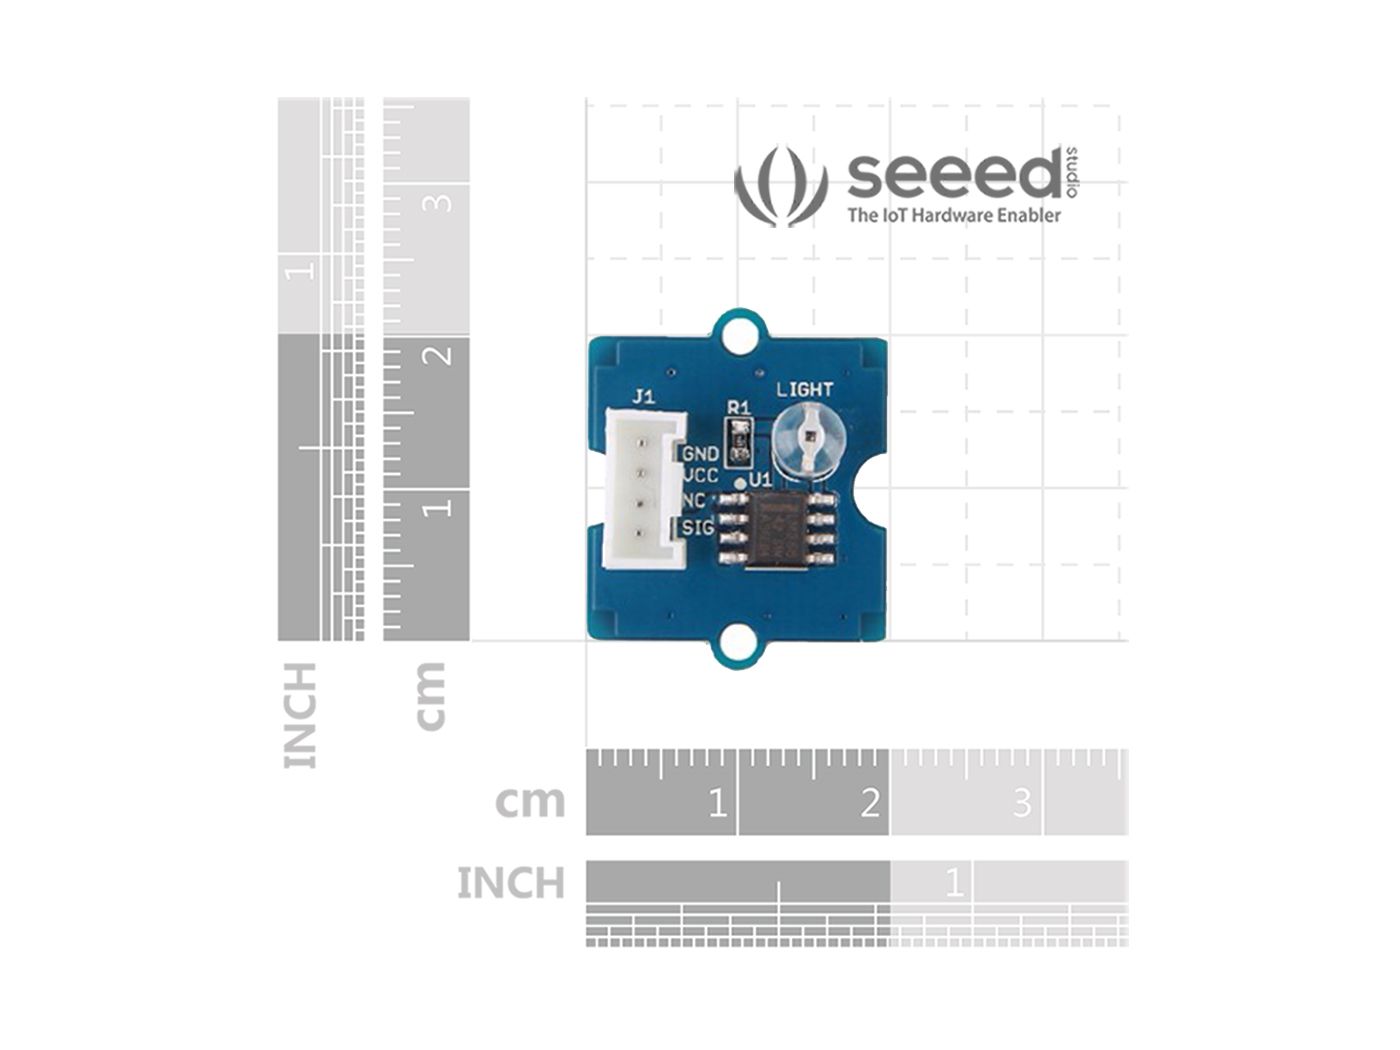 seeed
studio
The IoT Hardware Enabler
3
1
2
1
LIGHT
J1
R1
GND
VCC
U1
NC
SIG
INCH
cm
cm
1
2
3
INCH
1